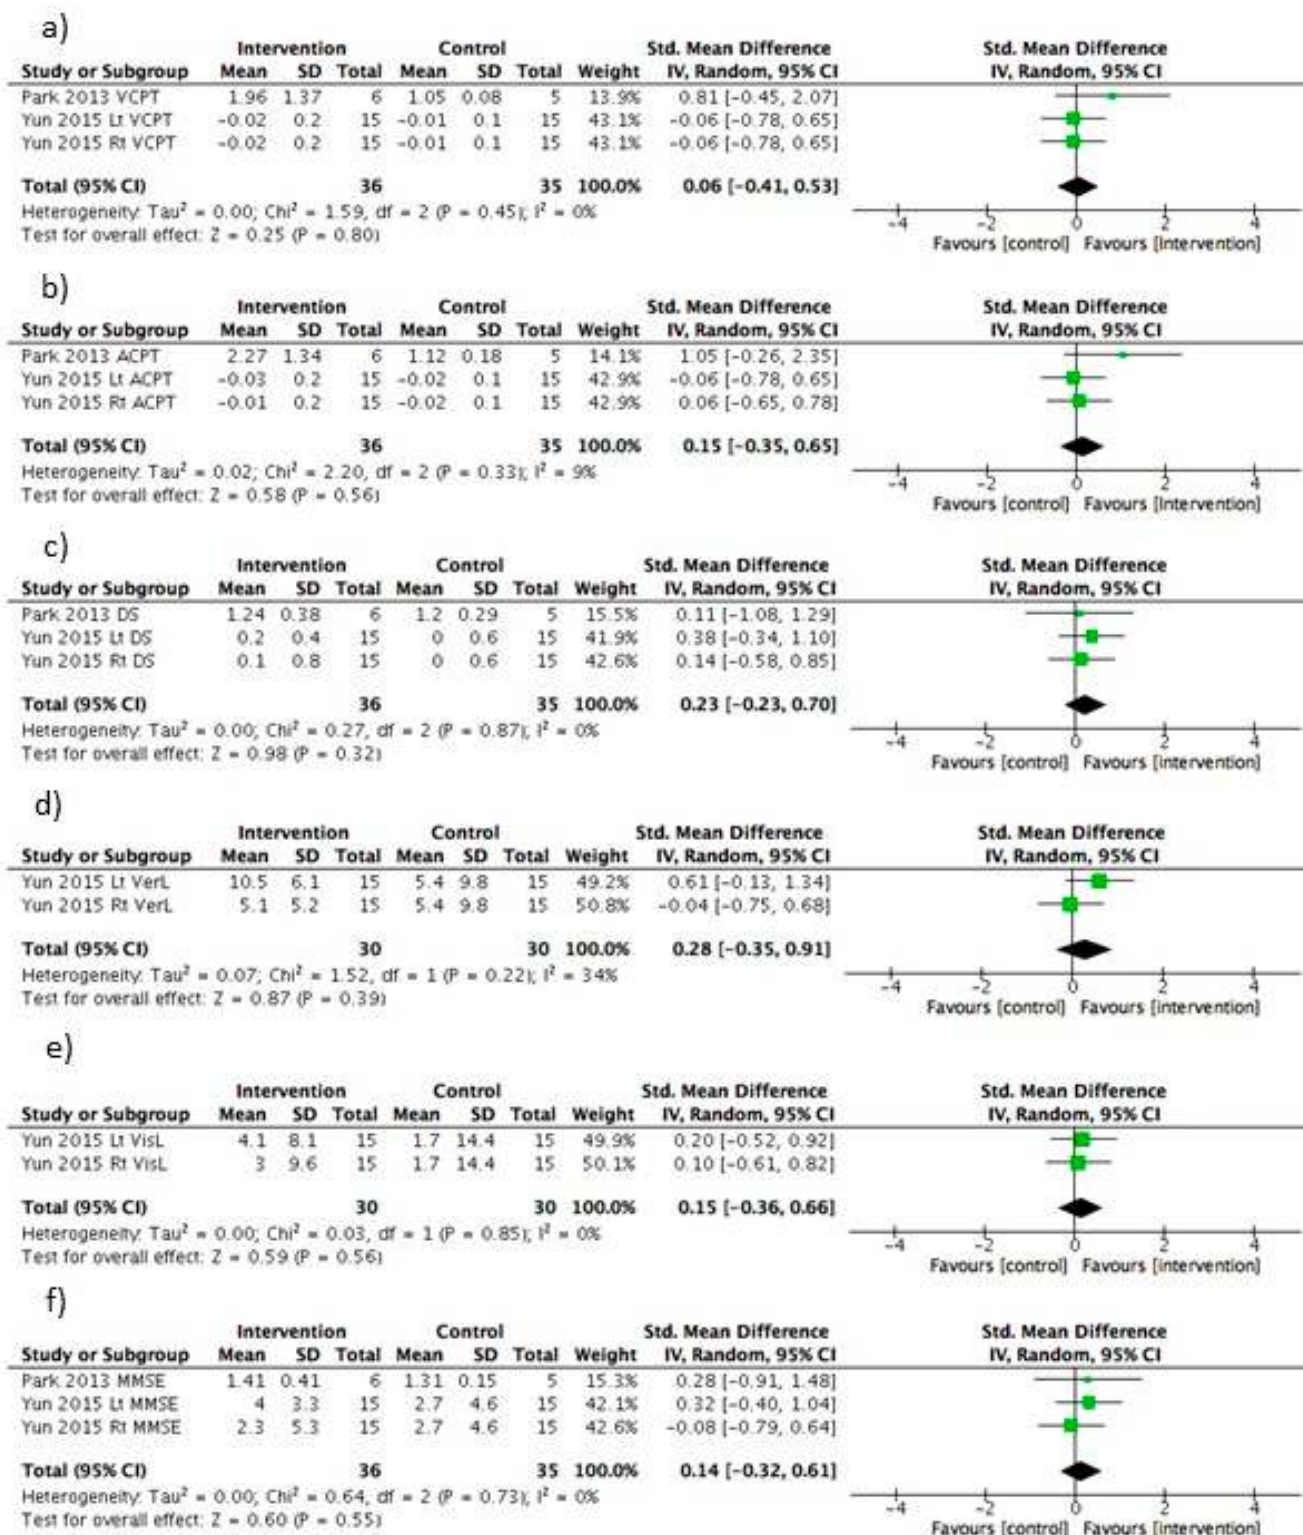 a)
Intervention Control Std. Mean Difference Std. Mean Difference
Study or Subgroup Mean SD Total Mean SD Total Weight IV, Random, 95% CI IV, Random, 95% CI
Park 2013 VCPT 1.96 1.37 6 1.05 0.08 5 13.9% 0.81 [-0.45, 2.07]
Yun 2015 Lt VCPT -0.02 0.2 15 -0.01 0.1 15 43.1% -0.06 [-0.78, 0.65]
Yun 2015 Rt VCPT -0.02 0.2 15 -0.01 0.1 15 43.1% -0.06 [-0.78, 0.65]
Total (95% CI) 36 35 100.0% 0.06 [-0.41, 0.53]
Heterogeneity: Tau² = 0.00; Chi² = 1.59, df = 2 (P = 0.45); I² = 0%
Test for overall effect: Z = 0.25 (P = 0.80)
-4 -2 0 2 4
Favours [control] Favours [intervention]
b)
Intervention Control Std. Mean Difference Std. Mean Difference
Study or Subgroup Mean SD Total Mean SD Total Weight IV, Random, 95% CI IV, Random, 95% CI
Park 2013 ACPT 2.27 1.34 6 1.12 0.18 5 14.1% 1.05 [-0.26, 2.35]
Yun 2015 Lt ACPT -0.03 0.2 15 -0.02 0.1 15 42.9% -0.06 [-0.78, 0.65]
Yun 2015 Rt ACPT -0.01 0.2 15 -0.02 0.1 15 42.9% 0.06 [-0.65, 0.78]
Total (95% CI) 36 35 100.0% 0.15 [-0.35, 0.65]
Heterogeneity: Tau² = 0.02; Chi² = 2.20, df = 2 (P = 0.33); I² = 9%
Test for overall effect: Z = 0.58 (P = 0.56)
-4 -2 0 2 4
Favours [control] Favours [intervention]
c)
Intervention Control Std. Mean Difference Std. Mean Difference
Study or Subgroup Mean SD Total Mean SD Total Weight IV, Random, 95% CI IV, Random, 95% CI
Park 2013 DS 1.24 0.38 6 1.2 0.29 5 15.5% 0.11 [-1.08, 1.29]
Yun 2015 Lt DS 0.2 0.4 15 0 0.6 15 41.9% 0.38 [-0.34, 1.10]
Yun 2015 Rt DS 0.1 0.8 15 0 0.6 15 42.6% 0.14 [-0.58, 0.85]
Total (95% CI) 36 35 100.0% 0.23 [-0.23, 0.70]
Heterogeneity: Tau² = 0.00; Chi² = 0.27, df = 2 (P = 0.87); I² = 0%
Test for overall effect: Z = 0.98 (P = 0.32)
-4 -2 0 2 4
Favours [control] Favours [intervention]
d)
Intervention Control Std. Mean Difference Std. Mean Difference
Study or Subgroup Mean SD Total Mean SD Total Weight IV, Random, 95% CI IV, Random, 95% CI
Yun 2015 Lt VerL 10.5 6.1 15 5.4 9.8 15 49.2% 0.61 [-0.13, 1.34]
Yun 2015 Rt VerL 5.1 5.2 15 5.4 9.8 15 50.8% -0.04 [-0.75, 0.68]
Total (95% CI) 30 30 100.0% 0.28 [-0.35, 0.91]
Heterogeneity: Tau² = 0.07; Chi² = 1.52, df = 1 (P = 0.22); I² = 34%
Test for overall effect: Z = 0.87 (P = 0.39)
-4 -2 0 2 4
Favours [control] Favours [intervention]
e)
Intervention Control Std. Mean Difference Std. Mean Difference
Study or Subgroup Mean SD Total Mean SD Total Weight IV, Random, 95% CI IV, Random, 95% CI
Yun 2015 Lt VisL 4.1 8.1 15 1.7 14.4 15 49.9% 0.20 [-0.52, 0.92]
Yun 2015 Rt VisL 3 9.6 15 1.7 14.4 15 50.1% 0.10 [-0.61, 0.82]
Total (95% CI) 30 30 100.0% 0.15 [-0.36, 0.66]
Heterogeneity: Tau² = 0.00; Chi² = 0.03, df = 1 (P = 0.85); I² = 0%
Test for overall effect: Z = 0.59 (P = 0.56)
-4 -2 0 2 4
Favours [control] Favours [intervention]
f)
Intervention Control Std. Mean Difference Std. Mean Difference
Study or Subgroup Mean SD Total Mean SD Total Weight IV, Random, 95% CI IV, Random, 95% CI
Park 2013 MMSE 1.41 0.41 6 1.31 0.15 5 15.3% 0.28 [-0.91, 1.48]
Yun 2015 Lt MMSE 4 3.3 15 2.7 4.6 15 42.1% 0.32 [-0.40, 1.04]
Yun 2015 Rt MMSE 2.3 5.3 15 2.7 4.6 15 42.6% -0.08 [-0.79, 0.64]
Total (95% CI) 36 35 100.0% 0.14 [-0.32, 0.61]
Heterogeneity: Tau² = 0.00; Chi² = 0.64, df = 2 (P = 0.73); I² = 0%
Test for overall effect: Z = 0.60 (P = 0.55)
-4 -2 0 2 4
Favours [control] Favours [intervention]